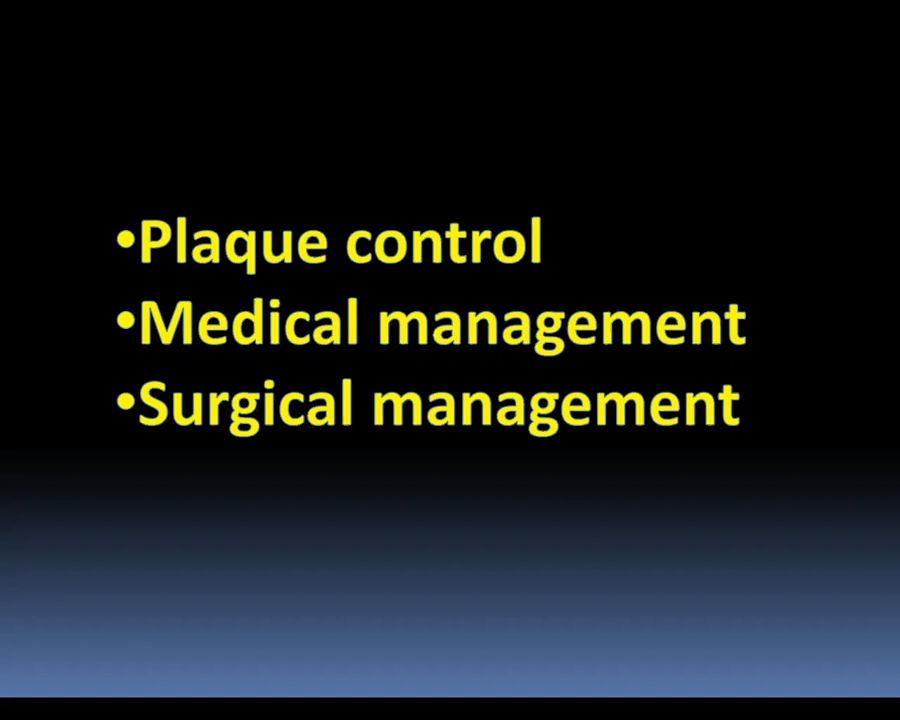 •Plaque control
•Medical management
•Surgical management